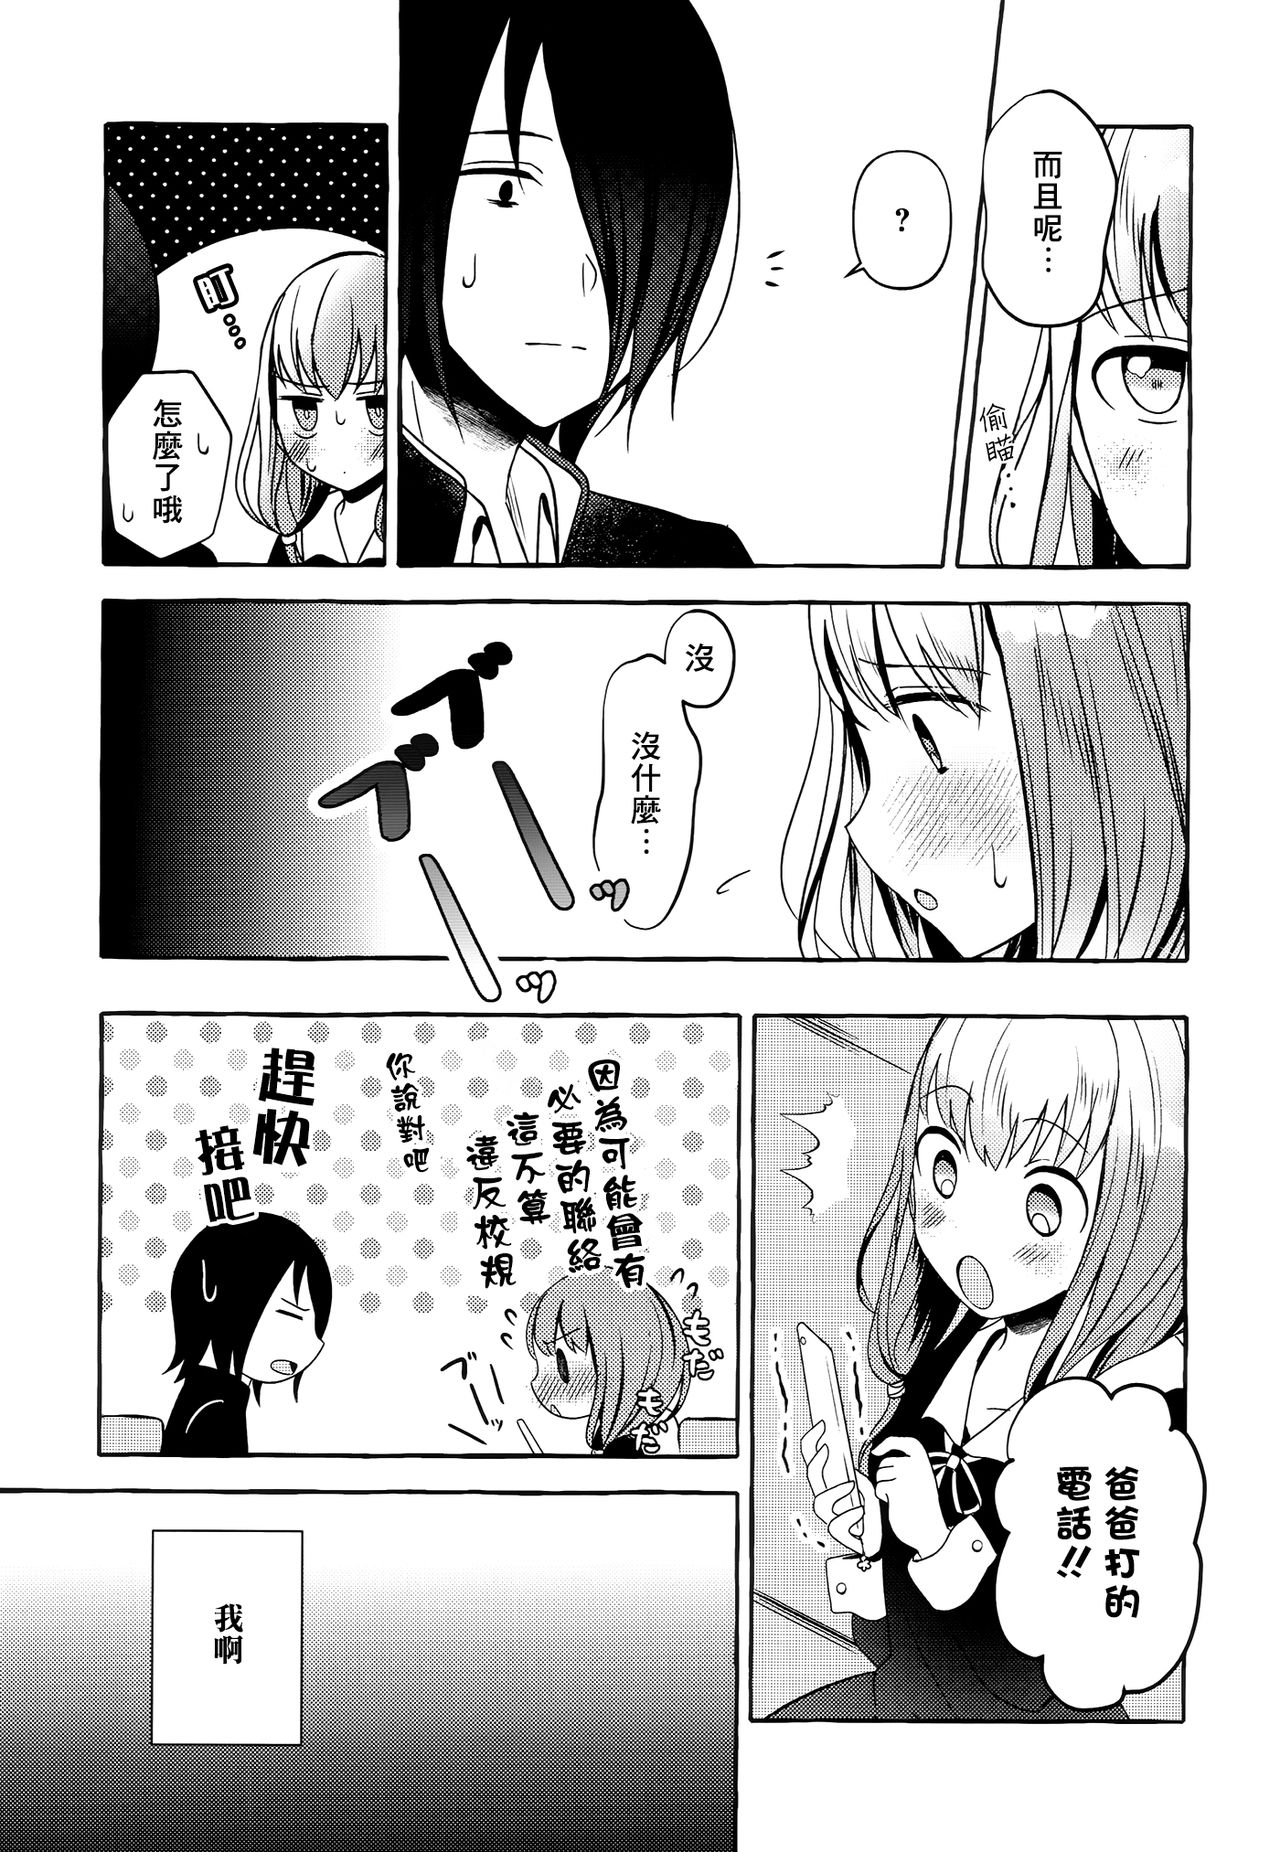 而且呢…
偷瞄…
?
盯…
怎麼了哦
沒
沒什麼…
ブブーッ
ブブーッ
爸爸打的
電話!!
因為可能會有
必要的聯絡
這不算
違反校規
你說對吧
趕快
接吧
もだ
もだ
ブーッ
我啊